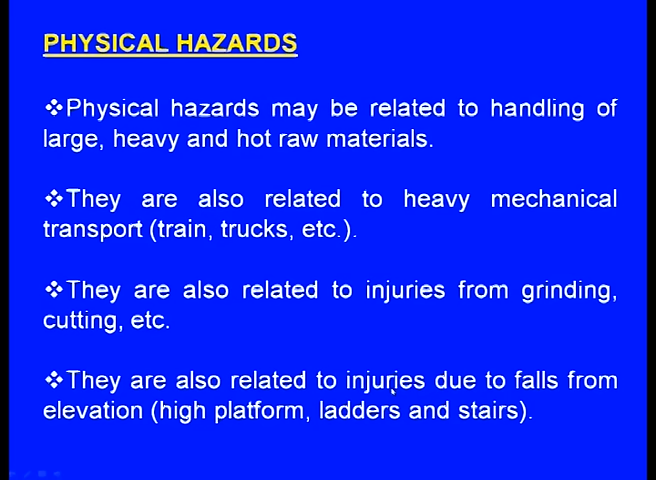 PHYSICAL HAZARDS
❖Physical hazards may be related to handling of
large, heavy and hot raw materials.
❖They are also related to heavy mechanical
transport (train, trucks, etc.).
❖They are also related to injuries from grinding,
cutting, etc.
❖They are also related to injuries due to falls from
elevation (high platform, ladders and stairs).